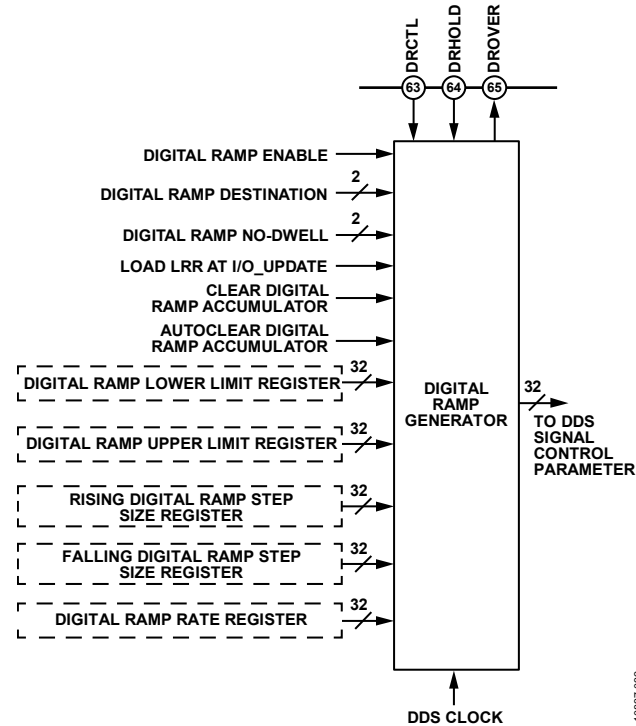 DRCTL
DRHOLD
DROVER
63
64
65
DIGITAL RAMP ENABLE
2
DIGITAL RAMP DESTINATION
2
DIGITAL RAMP NO-DWELL
LOAD LRR AT I/O_UPDATE
CLEAR DIGITAL
RAMP ACCUMULATOR
AUTOCLEAR DIGITAL
RAMP ACCUMULATOR
32
DIGITAL RAMP LOWER LIMIT REGISTER
32
DIGITAL RAMP UPPER LIMIT REGISTER
32
RISING DIGITAL RAMP STEP
SIZE REGISTER
32
FALLING DIGITAL RAMP STEP
SIZE REGISTER
32
DIGITAL RAMP RATE REGISTER
DIGITAL
RAMP
GENERATOR
32
TO DDS
SIGNAL
CONTROL
PARAMETER
DDS CLOCK